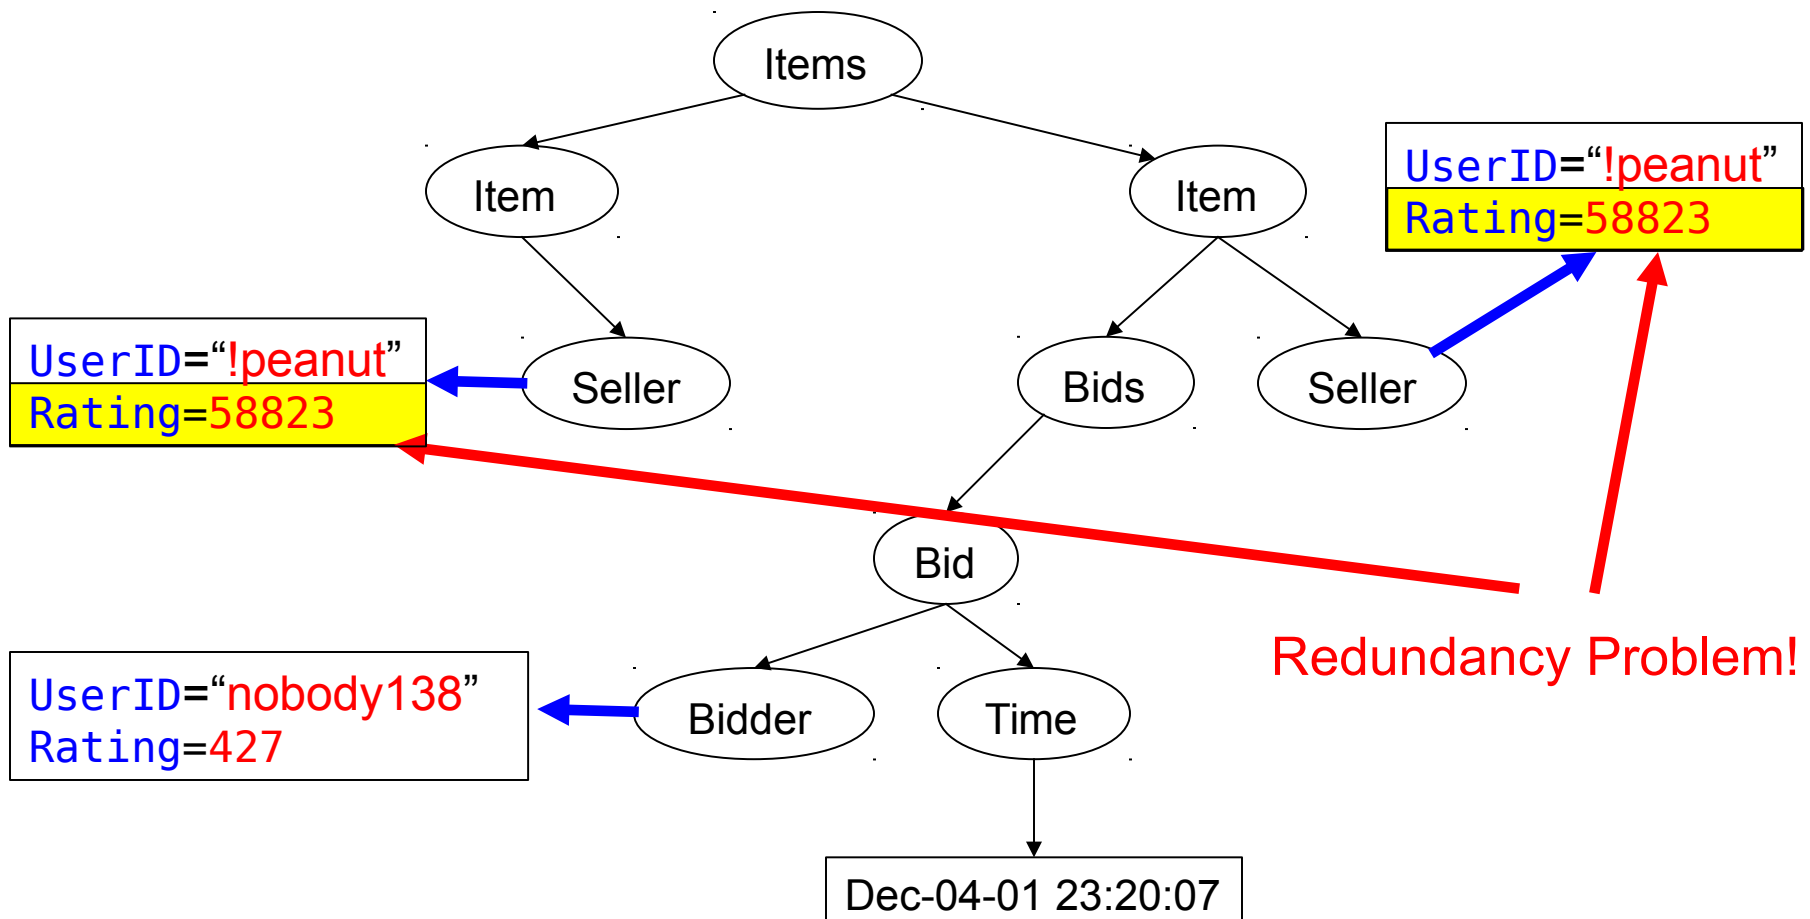 Items
Item
Item
UserID=“!peanut”
Rating=58823
UserID=“!peanut”
Rating=58823
Seller
Bids
Seller
Bid
Redundancy Problem!
UserID=“nobody138”
Rating=427
Bidder
Time
Dec-04-01 23:20:07